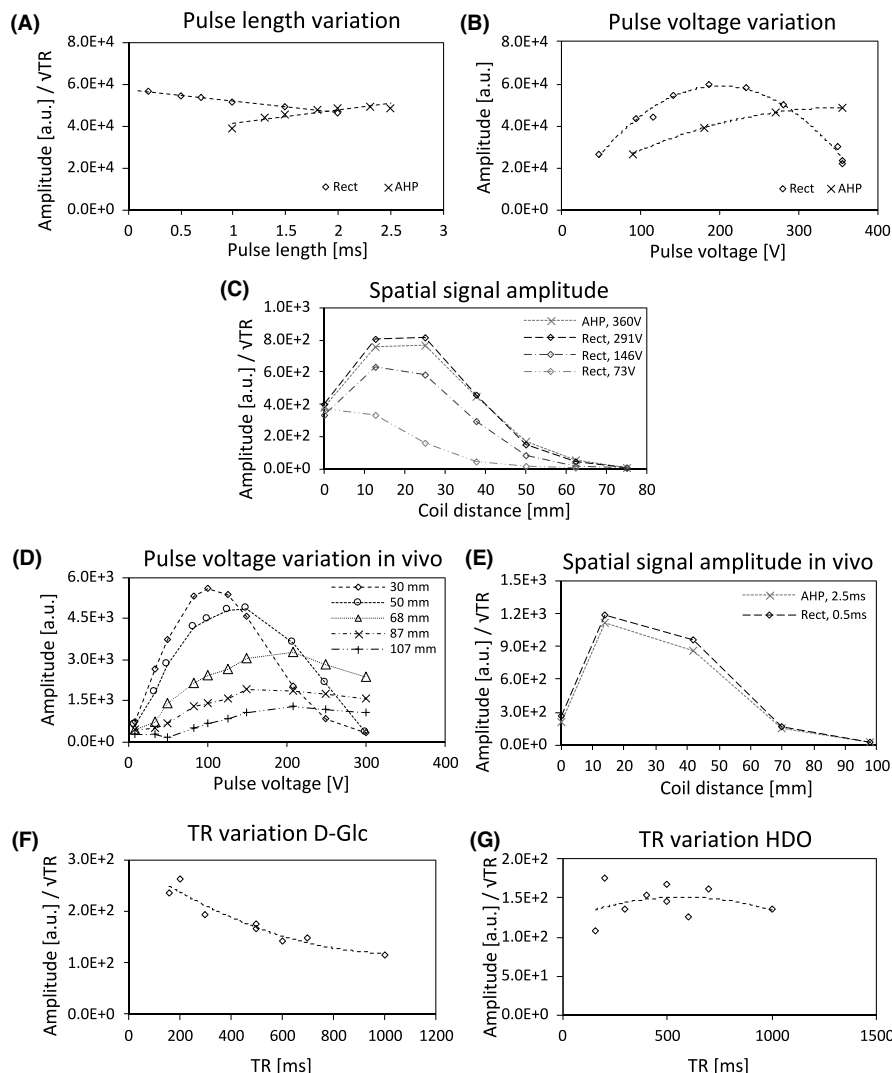 (A)
Pulse length variation
Amplitude [a.u.] / √TR
8.0E+4
6.0E+4
4.0E+4
2.0E+4
0.0E+0
Rect AHP
0 0.5 1 1.5 2 2.5 3
Pulse length [ms]
(B)
Pulse voltage variation
Amplitude [a.u.]
8.0E+4
6.0E+4
4.0E+4
2.0E+4
0.0E+0
Rect AHP
0 100 200 300 400
Pulse voltage [V]
(C)
Spatial signal amplitude
Amplitude [a.u.] / √TR
1.0E+3
8.0E+2
6.0E+2
4.0E+2
2.0E+2
0.0E+0
AHP, 360V
Rect, 291V
Rect, 146V
Rect, 73V
0 10 20 30 40 50 60 70 80
Coil distance [mm]
(D)
Pulse voltage variation in vivo
Amplitude [a.u.]
6.0E+3
4.5E+3
3.0E+3
1.5E+3
0.0E+0
30 mm
50 mm
68 mm
87 mm
107 mm
0 100 200 300 400
Pulse voltage [V]
(E)
Spatial signal amplitude in vivo
Amplitude [a.u.] / √TR
1.5E+3
1.2E+3
9.0E+2
6.0E+2
3.0E+2
0.0E+0
AHP, 2.5ms
Rect, 0.5ms
0 10 20 30 40 50 60 70 80 90 100
Coil distance [mm]
(F)
TR variation D-Glc
Amplitude [a.u.] / √TR
3.0E+2
2.0E+2
1.0E+2
0.0E+0
0 200 400 600 800 1000 1200
TR [ms]
(G)
TR variation HDO
Amplitude [a.u.] / √TR
2.0E+2
1.5E+2
1.0E+2
5.0E+1
0.0E+0
0 500 1000 1500
TR [ms]